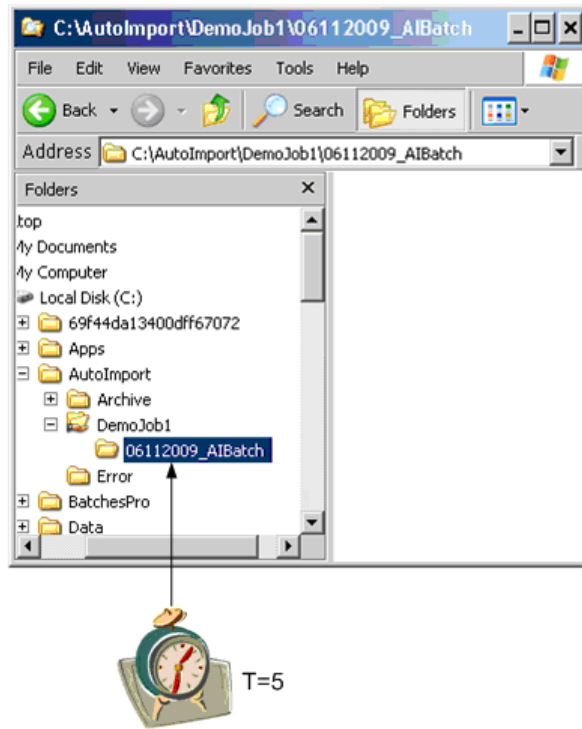 C:\AutoImport\DemoJob1\06112009_AIBatch
File Edit View Favorites Tools Help
Back Search Folders
Address C:\AutoImport\DemoJob1\06112009_AIBatch
Folders
top
My Documents
My Computer
Local Disk (C:)
69f44da13400dff67072
Apps
AutoImport
Archive
DemoJob1
06112009_AIBatch
Error
BatchesPro
Data
T=5